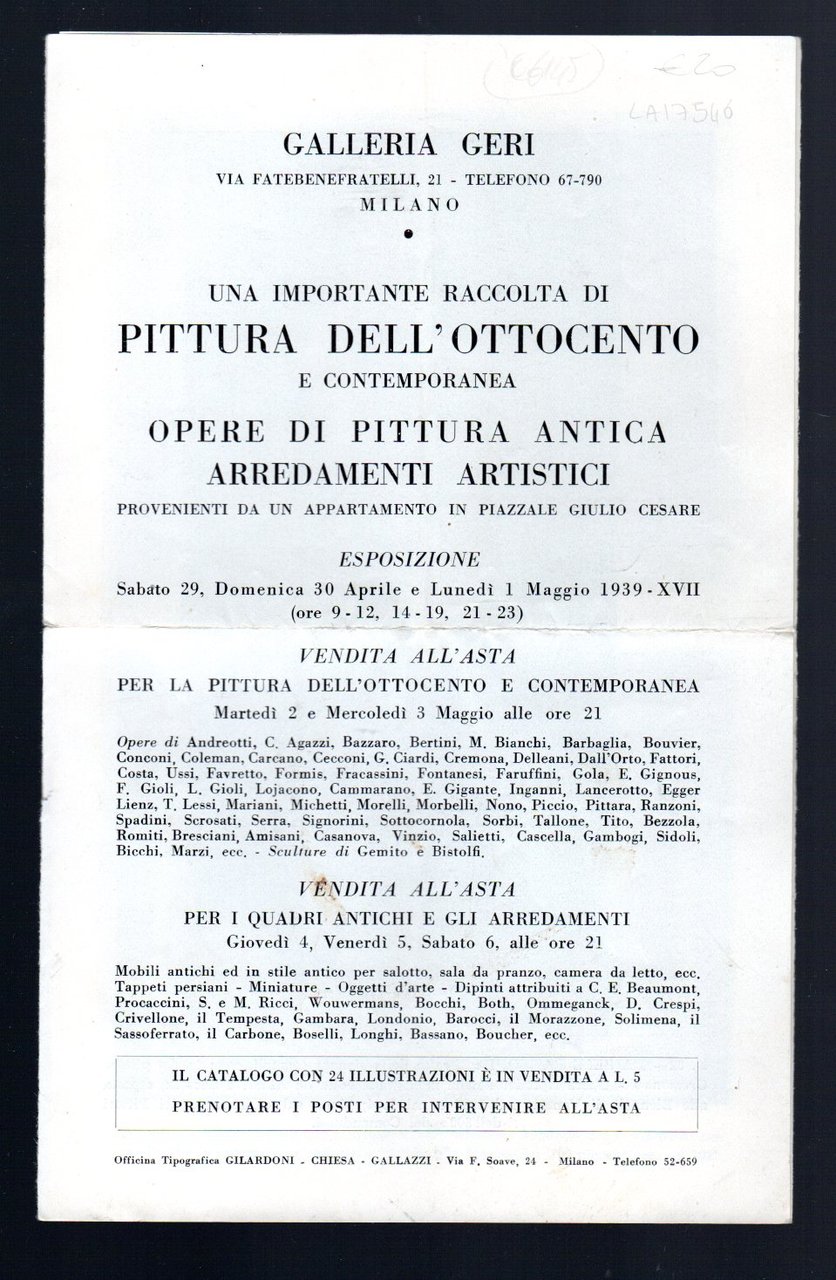 €20
LA17546
GALLERIA GERI
VIA FATEBENEFRATELLI, 21 - TELEFONO 67-790
MILANO
UNA IMPORTANTE RACCOLTA DI
PITTURA DELL'OTTOCENTO
E CONTEMPORANEA
OPERE DI PITTURA ANTICA
ARREDAMENTI ARTISTICI
PROVENIENTI DA UN APPARTAMENTO IN PIAZZALE GIULIO CESARE
ESPOSIZIONE
Sabato 29, Domenica 30 Aprile e Lunedì 1 Maggio 1939-XVII
(ore 9-12, 14-19, 21-23)
VENDITA ALL'ASTA
PER LA PITTURA DELL'OTTOCENTO E CONTEMPORANEA
Martedì 2 e Mercoledì 3 Maggio alle ore 21
Opere di Andreotti, C. Agazzi, Bazzaro, Bertini, M. Bianchi, Barbaglia, Bouvier,
Conconi, Coleman, Carcano, Cecconi, G. Ciardi, Cremona, Delleani, Dall'Orto, Fattori,
Costa, Ussi, Favretto, Formis, Fracassini, Fontanesi, Faruffini, Gola, E. Gignous,
F. Gioli, L. Gioli, Lojacono, Cammarano, E. Gigante, Inganni, Lancerotto, Egger
Lienz, T. Lessi, Mariani, Michetti, Morelli, Morbelli, Nono, Piccio, Pittara, Ranzoni,
Spadini, Scrosati, Serra, Signorini, Sottocornola, Sorbi, Tallone, Tito, Bezzola,
Romiti, Bresciani, Amisani, Casanova, Vinzio, Salietti, Cascella, Gambogi, Sidoli,
Bicchi, Marzi, ecc. - Sculture di Gemito e Bistolfi.
VENDITA ALL'ASTA
PER I QUADRI ANTICHI E GLI ARREDAMENTI
Giovedì 4, Venerdì 5, Sabato 6, alle ore 21
Mobili antichi ed in stile antico per salotto, sala da pranzo, camera da letto, ecc.
Tappeti persiani - Miniature - Oggetti d'arte - Dipinti attribuiti a C. E. Beaumont,
Procaccini, S. e M. Ricci, Wouwermans, Bocchi, Both, Ommeganck, D. Crespi,
Crivellone, il Tempesta, Gambara, Londonio, Barocci, il Morazzone, Solimena, il
Sassoferrato, il Carbone, Boselli, Longhi, Bassano, Boucher, ecc.
IL CATALOGO CON 24 ILLUSTRAZIONI È IN VENDITA A L. 5
PRENOTARE I POSTI PER INTERVENIRE ALL'ASTA
Officina Tipografica GILARDONI - CHIESA - GALLAZZI - Via F. Soave, 24 - Milano - Telefono 52-659